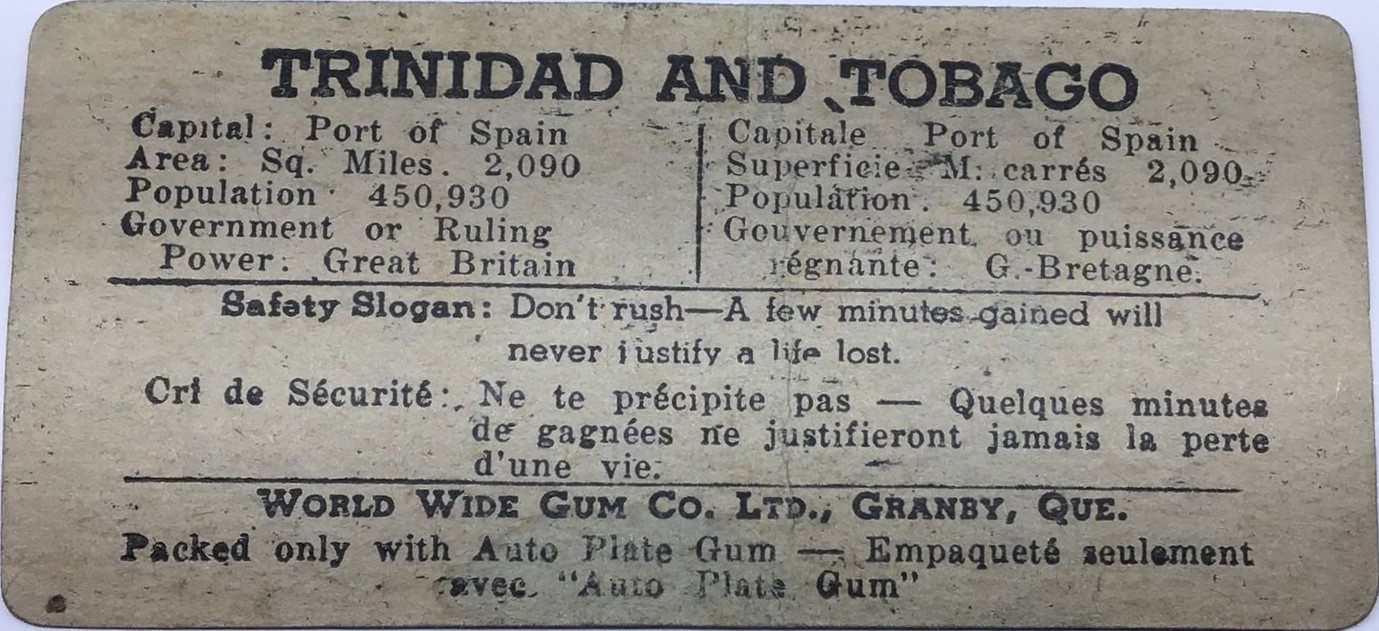 TRINIDAD AND TOBAGO
Capital: Port of Spain
Area: Sq. Miles. 2,090
Population 450,930
Government or Ruling
Power: Great Britain
Capitale Port of Spain
Superficie M: carrés 2,090
Population. 450,930
Gouvernement ou puissance
régnante: G.-Bretagne.
Safety Slogan: Don't rush—A few minutes gained will
never justify a life lost.
Cri de Sécurité: Ne te précipite pas — Quelques minutes
de gagnées ne justifieront jamais la perte
d'une vie.
WORLD WIDE GUM CO. LTD., GRANBY, QUE.
Packed only with Auto Plate Gum — Empaqueté seulement
avec "Auto Plate Gum"